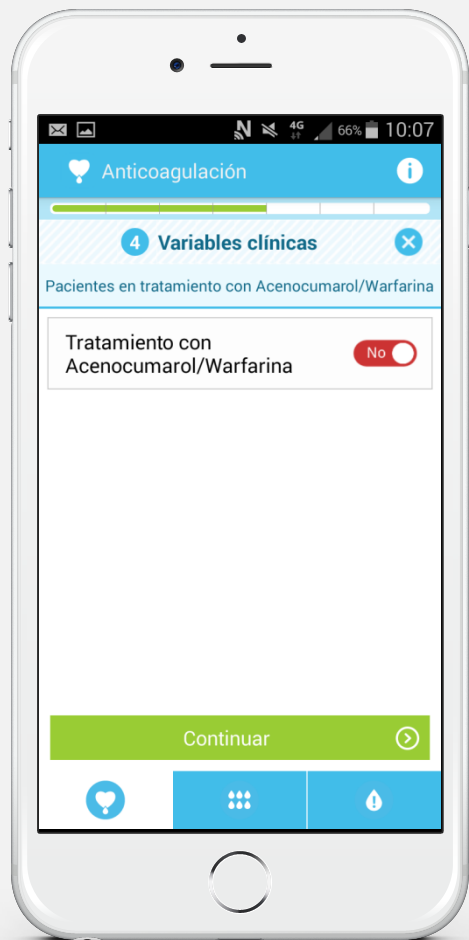 4G 66% 10:07
Anticoagulación
4 Variables clínicas
Pacientes en tratamiento con Acenocumarol/Warfarina
Tratamiento con
Acenocumarol/Warfarina
No
Continuar